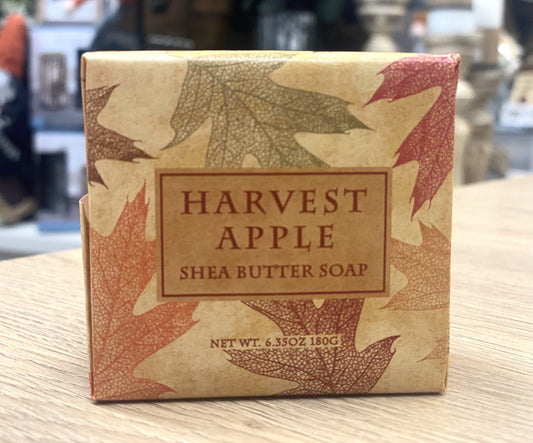 HARVEST
APPLE
SHEA BUTTER SOAP
NET WT. 6.35OZ 180G